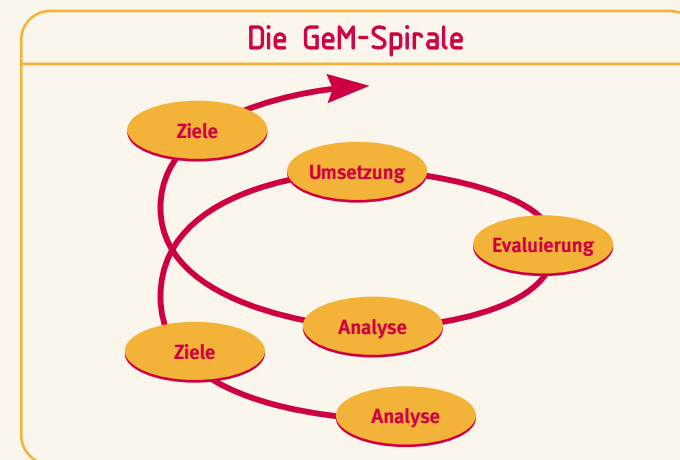 Die GeM-Spirale
Ziele
Umsetzung
Evaluierung
Analyse
Ziele
Analyse